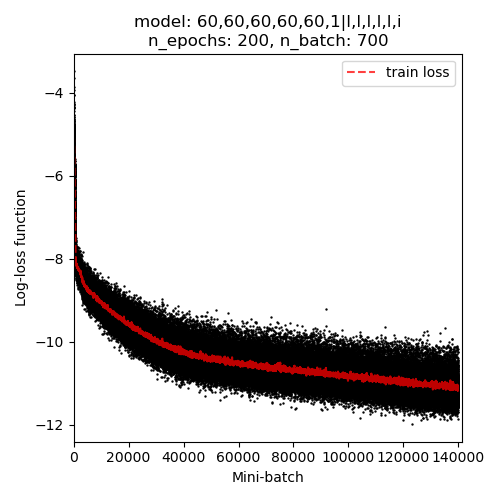 model: 60,60,60,60,60,1|l,l,l,l,l,i
n_epochs: 200, n_batch: 700
train loss
Log-loss function
−4
−6
−8
−10
−12
0
20000
40000
60000
80000
100000
120000
140000
Mini-batch